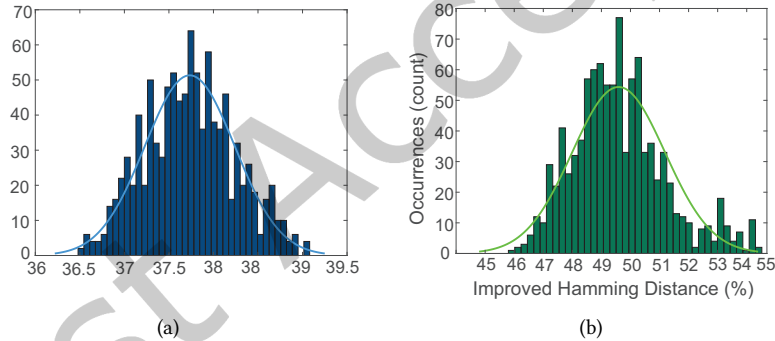 70
60
50
40
30
20
10
0
36 36.5 37 37.5 38 38 39 39.5
(a)
Occurrences (count)
80
70
60
50
40
30
20
10
0
45 46 47 48 49 50 51 52 53 54 55
Improved Hamming Distance (%)
(b)
st Acce